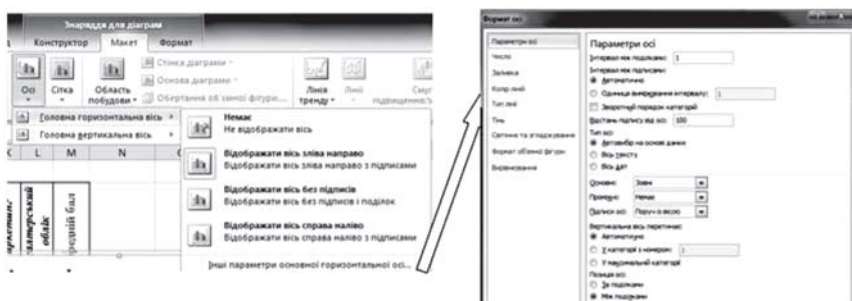 Знаряддя для діаграм
Конструктор Макет Формат
Осі
Сітка
Область побудови
Стінка діаграми
Основа діаграми
Обертання об'ємної фігури...
Лінія тренду
Лінії
Головна горизонтальна вісь
Головна вертикальна вісь
L M N
облік
Немає
Не відображати вісь
Відображати вісь зліва направо
Відображати вісь зліва направо з підписами
Відображати вісь без підписів
Відображати вісь без підписів і поділок
Відображати вісь справа наліво
Відображати вісь справа наліво з підписами
Інші параметри основної горизонтальної осі...
Формат осі
Параметри осі
Число
Заливка
Колір лінії
Тип лінії
Тінь
Світіння та згладжування
Формат об'ємної фігури
Вирівнювання
Параметри осі
Інтервал між поділками: 1
Інтервал між підписами:
Автоматично
Одиниця вимірювання інтервалу: 1
Зворотній порядок категорій
Відстань підпису від осі: 100
Тип осі:
Автовибір на основі даних
Вісь тексту
Вісь дат
Основні: Зовні
Проміжні: Немає
Підписи осі: Поруч із віссю
Вертикальна вісь перетинає:
Автоматично
У категорії з номером: 1
У максимальній категорії
Позиція осі:
За поділками
Між поділками